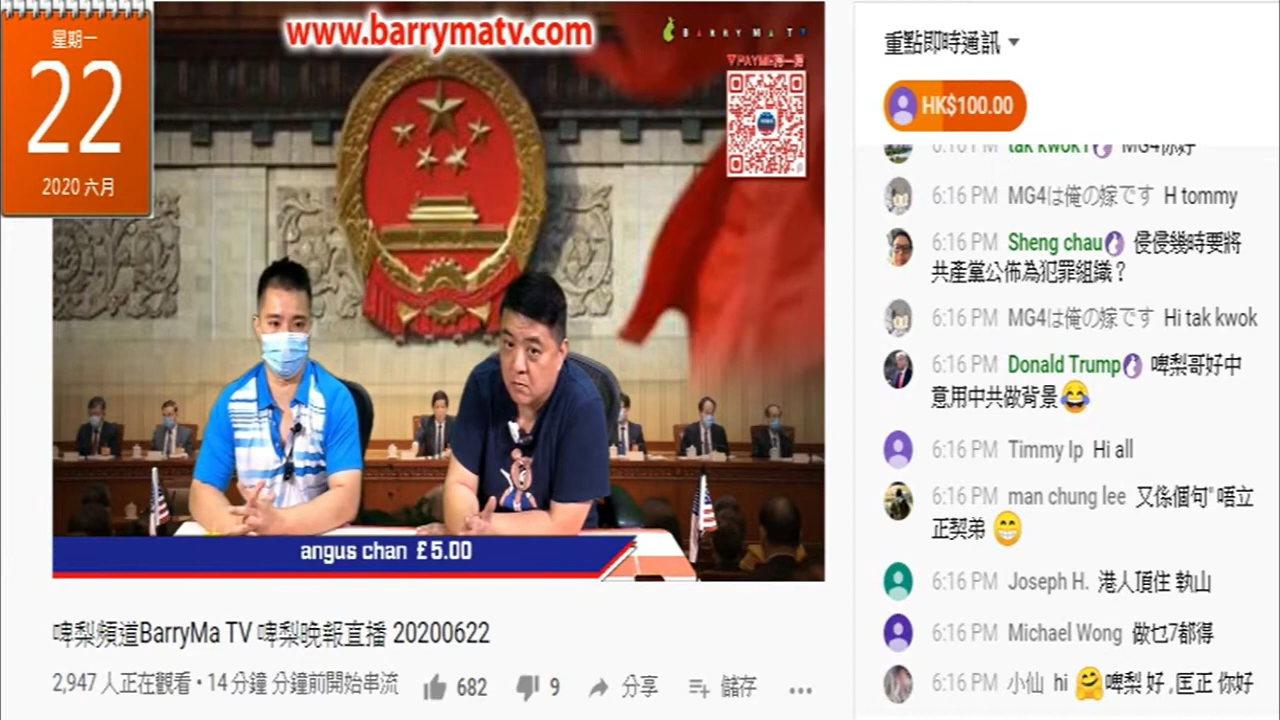 星期一
22
2020 六月
www.barrymatv.com
BARRY MA TV
angus chan £5.00
啤梨頻道BarryMa TV 啤梨晚報直播 20200622
2,947 人正在觀看 • 14 分鐘 分鐘前開始串流
682
9
分享
儲存
重點即時通訊
HK$100.00
6:16 PM tak kwok1 MG4你好
6:16 PM MG4は俺の嫁です H tommy
6:16 PM Sheng chau 侵侵幾時要將
共產黨公佈為犯罪組織？
6:16 PM MG4は俺の嫁です Hi tak kwok
6:16 PM Donald Trump 啤梨哥好中
意用中共做背景😂
6:16 PM Timmy Ip Hi all
6:16 PM man chung lee 又係個句" 唔立
正契弟 😁
6:16 PM Joseph H. 港人頂住 執山
6:16 PM Michael Wong 做乜7都得
6:16 PM 小仙 hi 🤗啤梨 好 , 匡正 你好